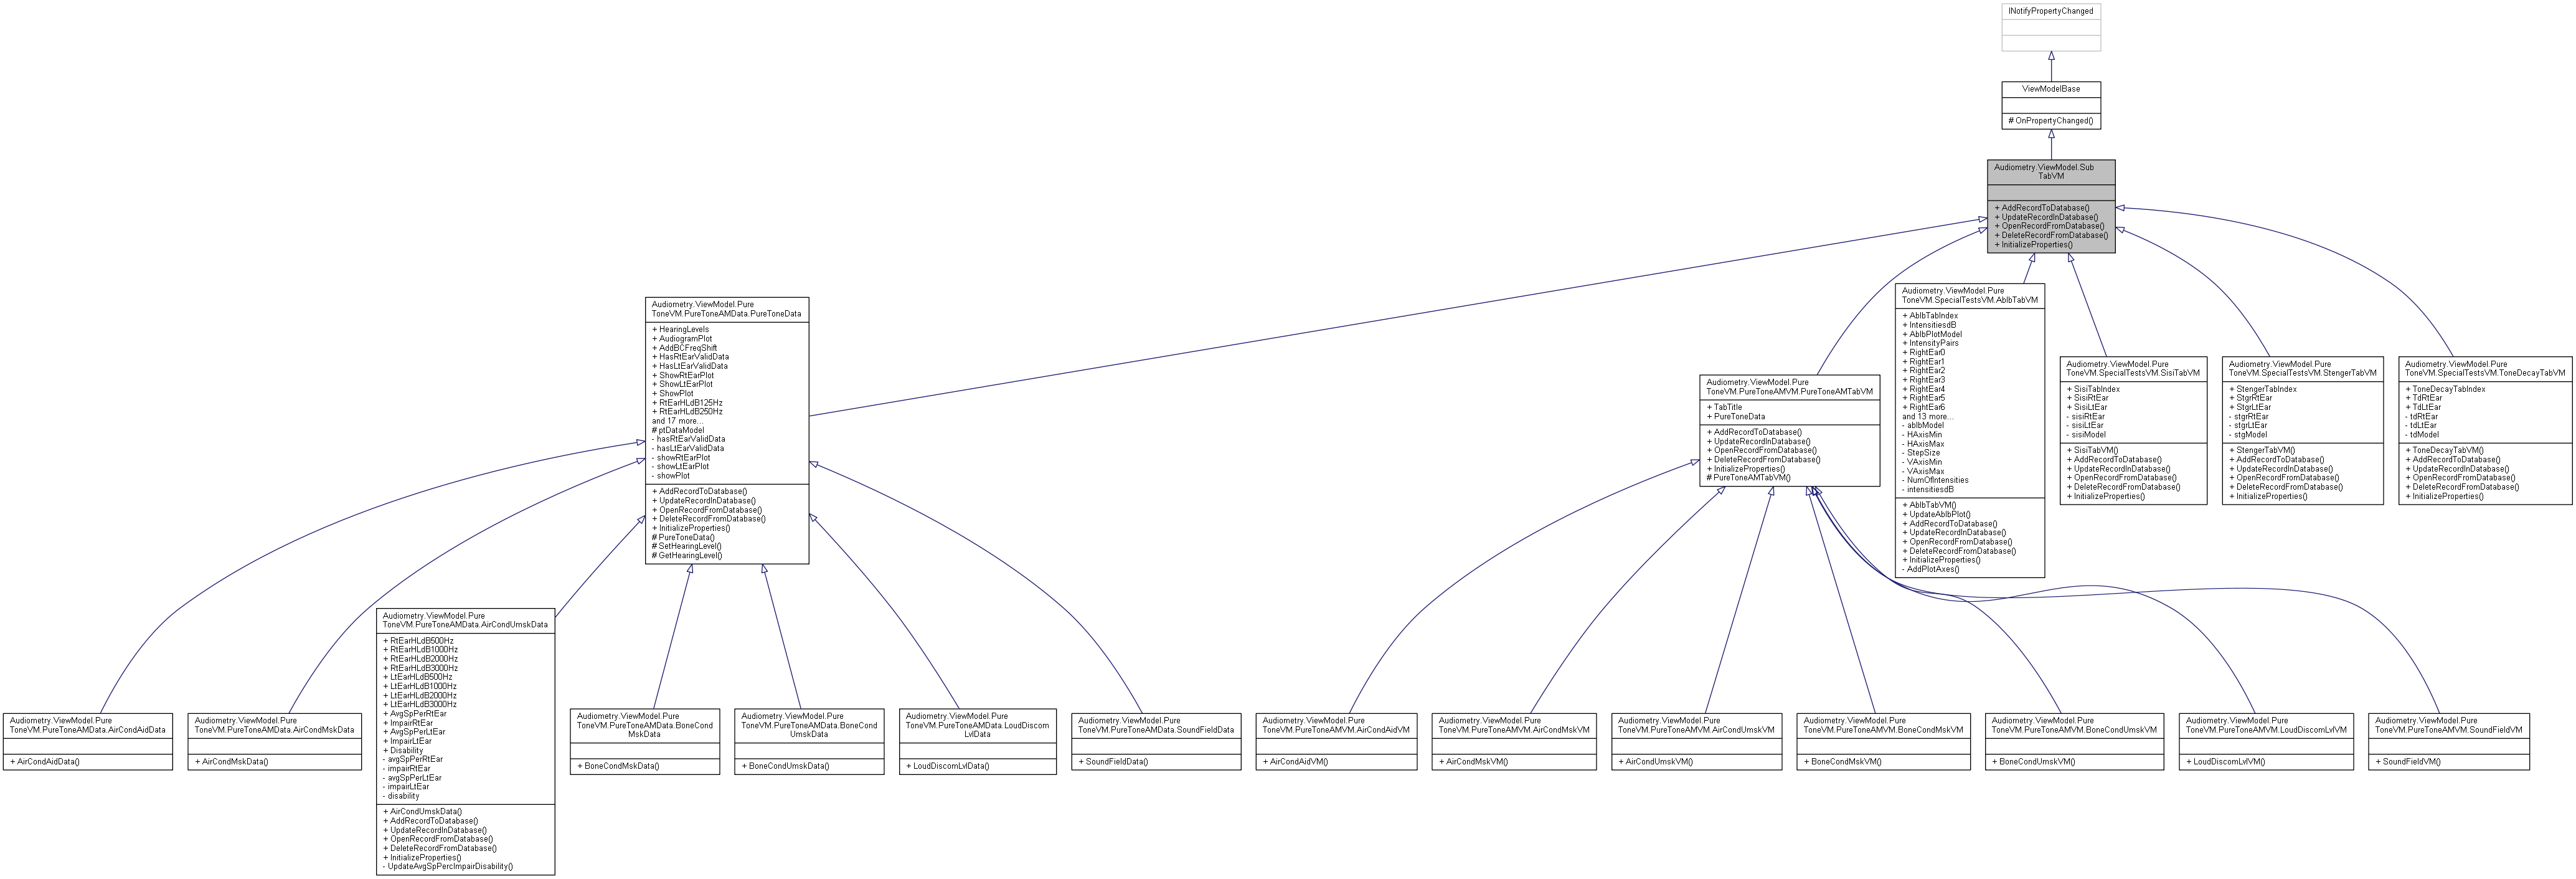 INotifyPropertyChanged
ViewModelBase
# OnPropertyChanged()
Audiometry.ViewModel.Sub
TabVM
+ AddRecordToDatabase()
+ UpdateRecordInDatabase()
+ OpenRecordFromDatabase()
+ DeleteRecordFromDatabase()
+ InitializeProperties()
Audiometry.ViewModel.Pure
ToneVM.PureToneAMData.PureToneData
+ HearingLevels
+ AudiogramPlot
+ AddBCFreqShift
+ HasRtEarValidData
+ HasLtEarValidData
+ ShowRtEarPlot
+ ShowLtEarPlot
+ ShowPlot
+ RtEarHLdB125Hz
+ RtEarHLdB250Hz
and 17 more...
# ptDataModel
- hasRtEarValidData
- hasLtEarValidData
- showRtEarPlot
- showLtEarPlot
- showPlot
+ AddRecordToDatabase()
+ UpdateRecordInDatabase()
+ OpenRecordFromDatabase()
+ DeleteRecordFromDatabase()
+ InitializeProperties()
# PureToneData()
# SetHearingLevel()
# GetHearingLevel()
Audiometry.ViewModel.Pure
ToneVM.PureToneAMVM.PureToneAMTabVM
+ TabTitle
+ PureToneData
+ AddRecordToDatabase()
+ UpdateRecordInDatabase()
+ OpenRecordFromDatabase()
+ DeleteRecordFromDatabase()
+ InitializeProperties()
# PureToneAMTabVM()
Audiometry.ViewModel.Pure
ToneVM.SpecialTestsVM.AblbTabVM
+ AblbTabIndex
+ IntensitiesdB
+ AblbPlotModel
+ IntensityPairs
+ RightEar0
+ RightEar1
+ RightEar2
+ RightEar3
+ RightEar4
+ RightEar5
+ RightEar6
and 13 more...
- ablbModel
- HAxisMin
- HAxisMax
- StepSize
- VAxisMin
- VAxisMax
- NumOfIntensities
- intensitiesdB
+ AblbTabVM()
+ UpdateAblbPlot()
+ AddRecordToDatabase()
+ UpdateRecordInDatabase()
+ OpenRecordFromDatabase()
+ DeleteRecordFromDatabase()
+ InitializeProperties()
- AddPlotAxes()
Audiometry.ViewModel.Pure
ToneVM.SpecialTestsVM.SisiTabVM
+ SisiTabIndex
+ SisiRtEar
+ SisiLtEar
- sisiRtEar
- sisiLtEar
- sisiModel
+ SisiTabVM()
+ AddRecordToDatabase()
+ UpdateRecordInDatabase()
+ OpenRecordFromDatabase()
+ DeleteRecordFromDatabase()
+ InitializeProperties()
Audiometry.ViewModel.Pure
ToneVM.SpecialTestsVM.StengerTabVM
+ StengerTabIndex
+ StgrRtEar
+ StgrLtEar
- stgrRtEar
- stgrLtEar
- stgModel
+ StengerTabVM()
+ AddRecordToDatabase()
+ UpdateRecordInDatabase()
+ OpenRecordFromDatabase()
+ DeleteRecordFromDatabase()
+ InitializeProperties()
Audiometry.ViewModel.Pure
ToneVM.SpecialTestsVM.ToneDecayTabVM
+ ToneDecayTabIndex
+ TdRtEar
+ TdLtEar
- tdRtEar
- tdLtEar
- tdModel
+ ToneDecayTabVM()
+ AddRecordToDatabase()
+ UpdateRecordInDatabase()
+ OpenRecordFromDatabase()
+ DeleteRecordFromDatabase()
+ InitializeProperties()
Audiometry.ViewModel.Pure
ToneVM.PureToneAMData.AirCondAidData
+ AirCondAidData()
Audiometry.ViewModel.Pure
ToneVM.PureToneAMData.AirCondMskData
+ AirCondMskData()
Audiometry.ViewModel.Pure
ToneVM.PureToneAMData.AirCondUmskData
+ RtEarHLdB500Hz
+ RtEarHLdB1000Hz
+ RtEarHLdB2000Hz
+ RtEarHLdB3000Hz
+ LtEarHLdB500Hz
+ LtEarHLdB1000Hz
+ LtEarHLdB2000Hz
+ LtEarHLdB3000Hz
+ AvgSpPerRtEar
+ ImpairRtEar
+ AvgSpPerLtEar
+ ImpairLtEar
+ Disability
- avgSpPerRtEar
- impairRtEar
- avgSpPerLtEar
- impairLtEar
- disability
+ AirCondUmskData()
+ AddRecordToDatabase()
+ UpdateRecordInDatabase()
+ OpenRecordFromDatabase()
+ DeleteRecordFromDatabase()
+ InitializeProperties()
- UpdateAvgSpPercImpairDisability()
Audiometry.ViewModel.Pure
ToneVM.PureToneAMData.BoneCond
MskData
+ BoneCondMskData()
Audiometry.ViewModel.Pure
ToneVM.PureToneAMData.BoneCond
UmskData
+ BoneCondUmskData()
Audiometry.ViewModel.Pure
ToneVM.PureToneAMData.LoudDiscom
LvlData
+ LoudDiscomLvlData()
Audiometry.ViewModel.Pure
ToneVM.PureToneAMData.SoundFieldData
+ SoundFieldData()
Audiometry.ViewModel.Pure
ToneVM.PureToneAMVM.AirCondAidVM
+ AirCondAidVM()
Audiometry.ViewModel.Pure
ToneVM.PureToneAMVM.AirCondMskVM
+ AirCondMskVM()
Audiometry.ViewModel.Pure
ToneVM.PureToneAMVM.AirCondUmskVM
+ AirCondUmskVM()
Audiometry.ViewModel.Pure
ToneVM.PureToneAMVM.BoneCondMskVM
+ BoneCondMskVM()
Audiometry.ViewModel.Pure
ToneVM.PureToneAMVM.BoneCondUmskVM
+ BoneCondUmskVM()
Audiometry.ViewModel.Pure
ToneVM.PureToneAMVM.LoudDiscomLvlVM
+ LoudDiscomLvlVM()
Audiometry.ViewModel.Pure
ToneVM.PureToneAMVM.SoundFieldVM
+ SoundFieldVM()